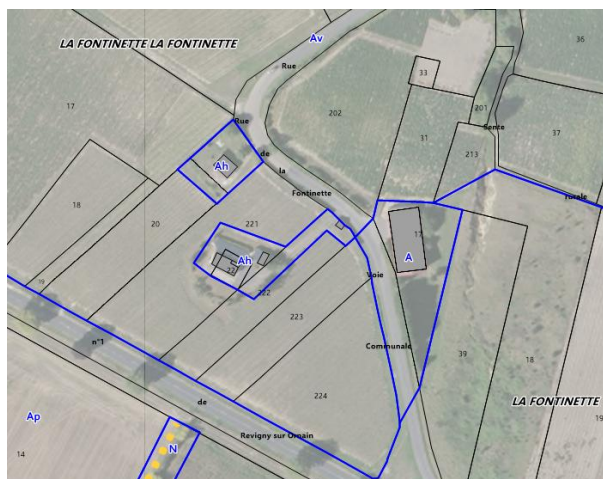 LA FONTINETTE LA FONTINETTE
Av
36
Rue
17
33
201
202
Rue
31
Sente
37
de
213
Ah
la
rurale
18
Fontinette
20
221
17
Ah
A
22
222
Voie
19
223
n°1
Communale
39
18
224
de
LA FONTINETTE
Ap
Revigny sur Ornain
19
N
14